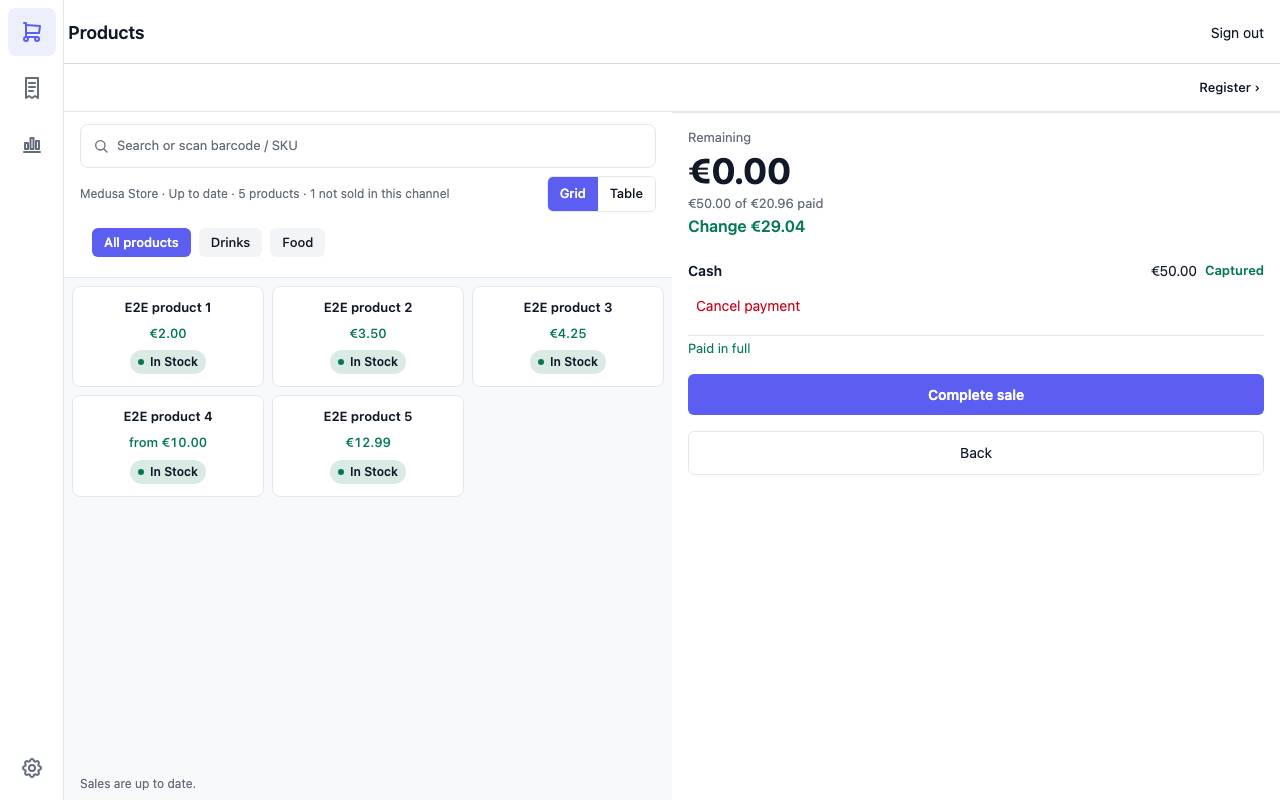 Products
Sign out
Register ›
Search or scan barcode / SKU
Medusa Store · Up to date · 5 products · 1 not sold in this channel
Grid
Table
All products
Drinks
Food
E2E product 1
€2.00
In Stock
E2E product 2
€3.50
In Stock
E2E product 3
€4.25
In Stock
E2E product 4
from €10.00
In Stock
E2E product 5
€12.99
In Stock
Sales are up to date.
Remaining
€0.00
€50.00 of €20.96 paid
Change €29.04
Cash
€50.00 Captured
Cancel payment
Paid in full
Complete sale
Back